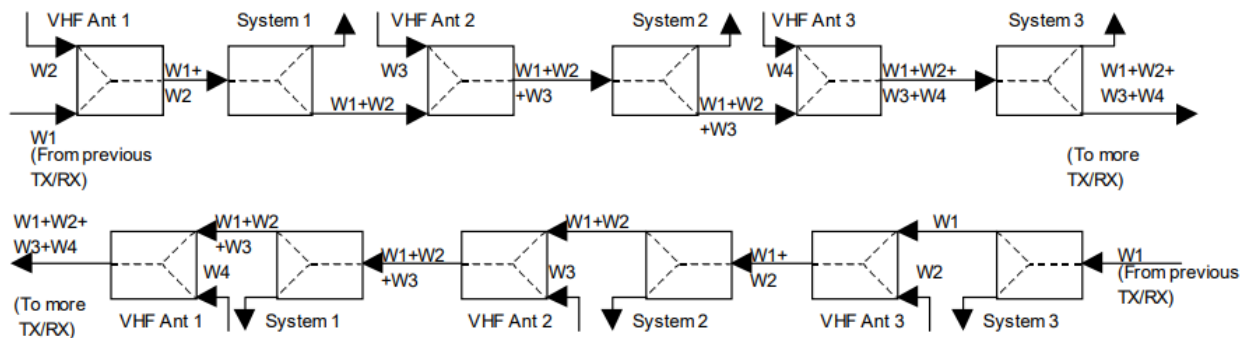 VHF Ant 1
System 1
VHF Ant 2
System 2
VHF Ant 3
System 3
W2
W1+
W2
W1+W2
W3
W1+W2
+W3
W1+W2
+W3
W4
W1+W2+
W3+W4
W1+W2+
W3+W4
W1
(From previous
TX/RX)
(To more
TX/RX)
W1+W2+
W3+W4
W1+W2
+W3
W4
W1+W2
+W3
W1+W2
W3
W1+
W2
W1
W2
W1
(From previous
TX/RX)
(To more
TX/RX)
VHF Ant 1
System 1
VHF Ant 2
System 2
VHF Ant 3
System 3